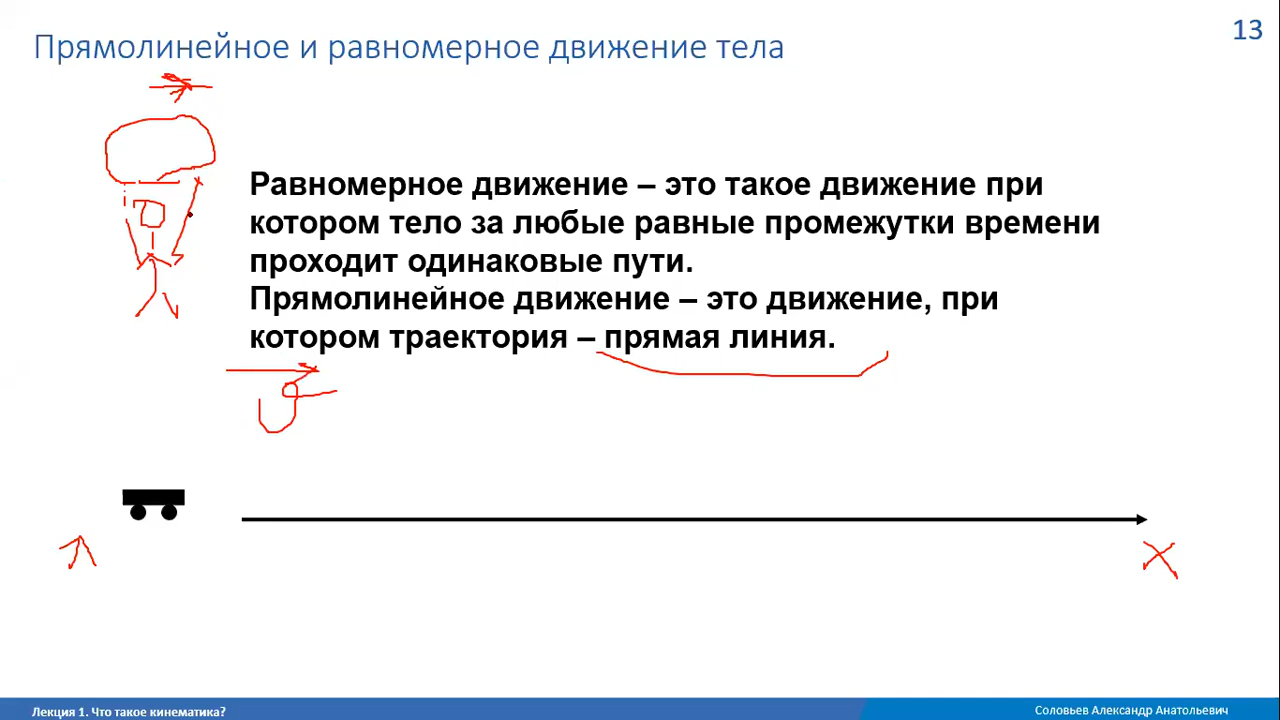 Прямолинейное и равномерное движение тела
13
Равномерное движение – это такое движение при
котором тело за любые равные промежутки времени
проходит одинаковые пути.
Прямолинейное движение – это движение, при
котором траектория – прямая линия.
X
Лекция 1. Что такое кинематика?
Соловьев Александр Анатольевич